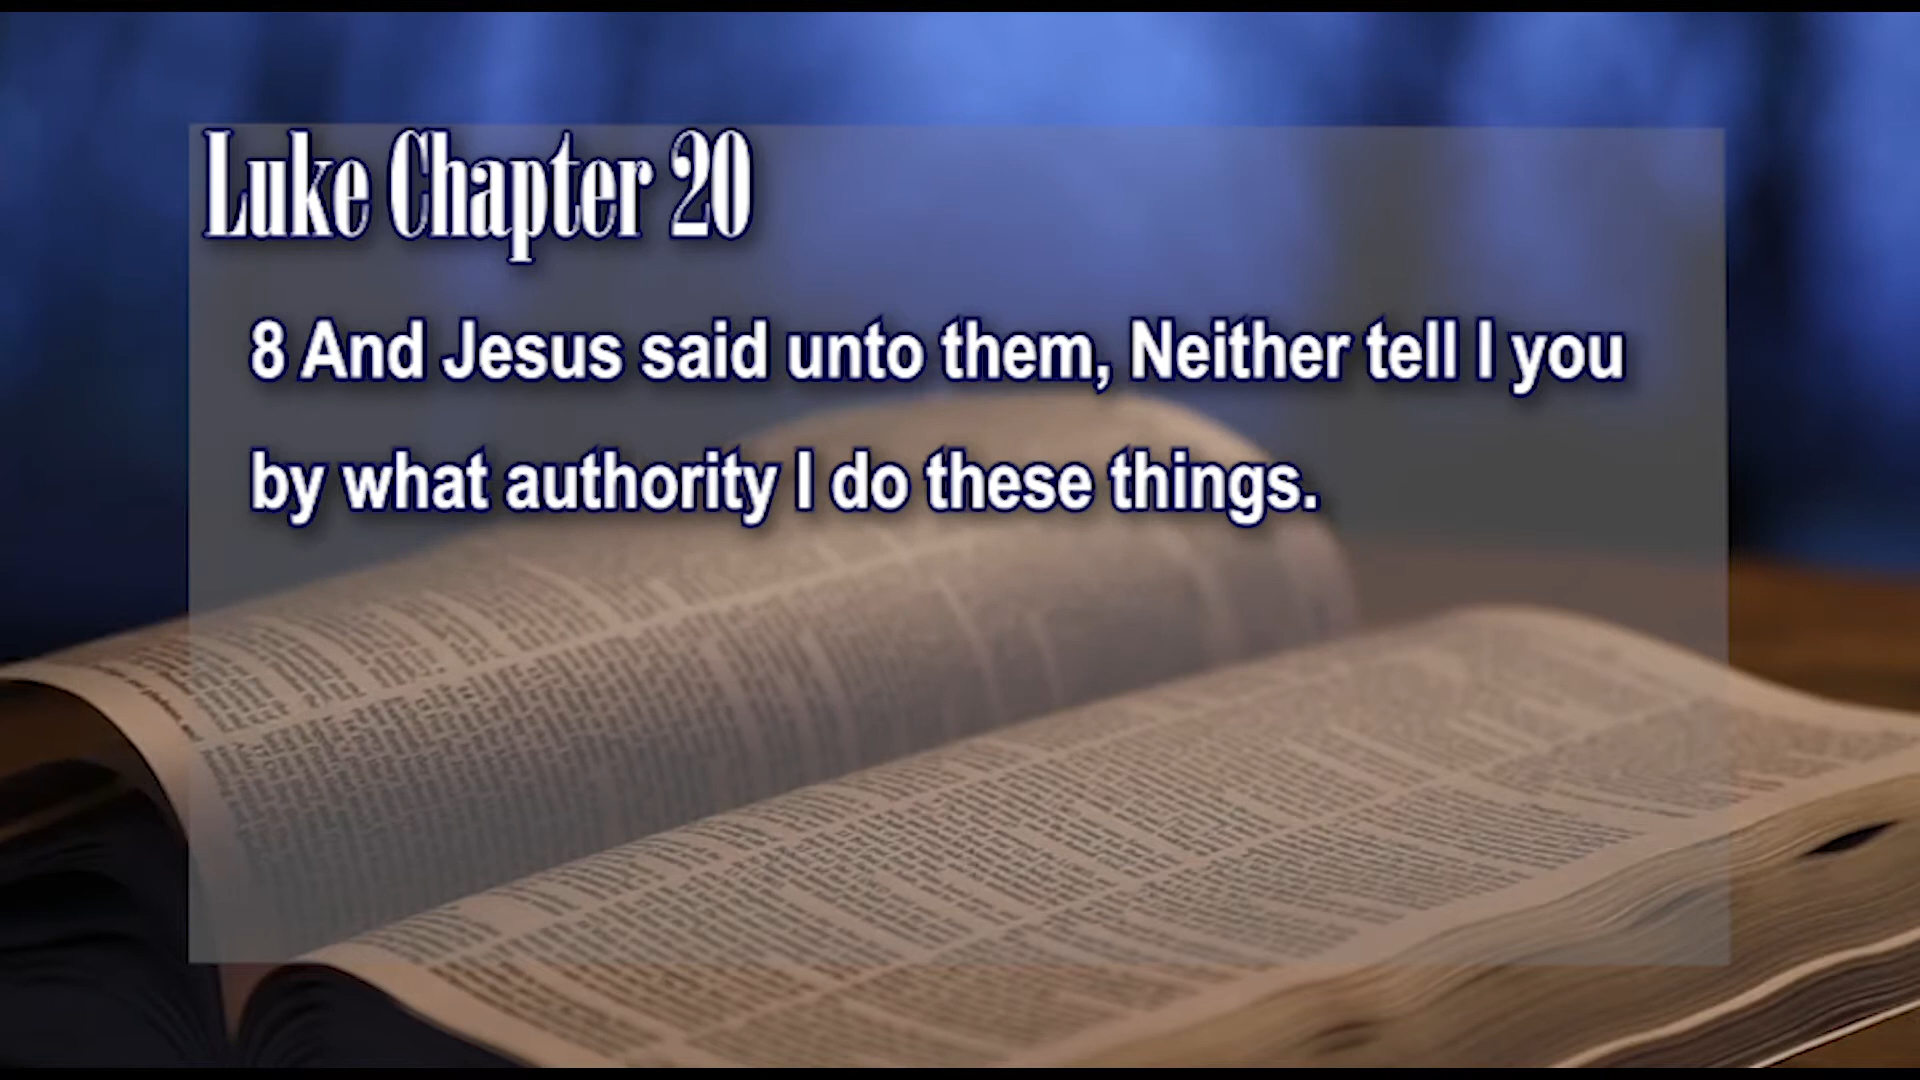 Luke Chapter 20
8 And Jesus said unto them, Neither tell I you
by what authority I do these things.